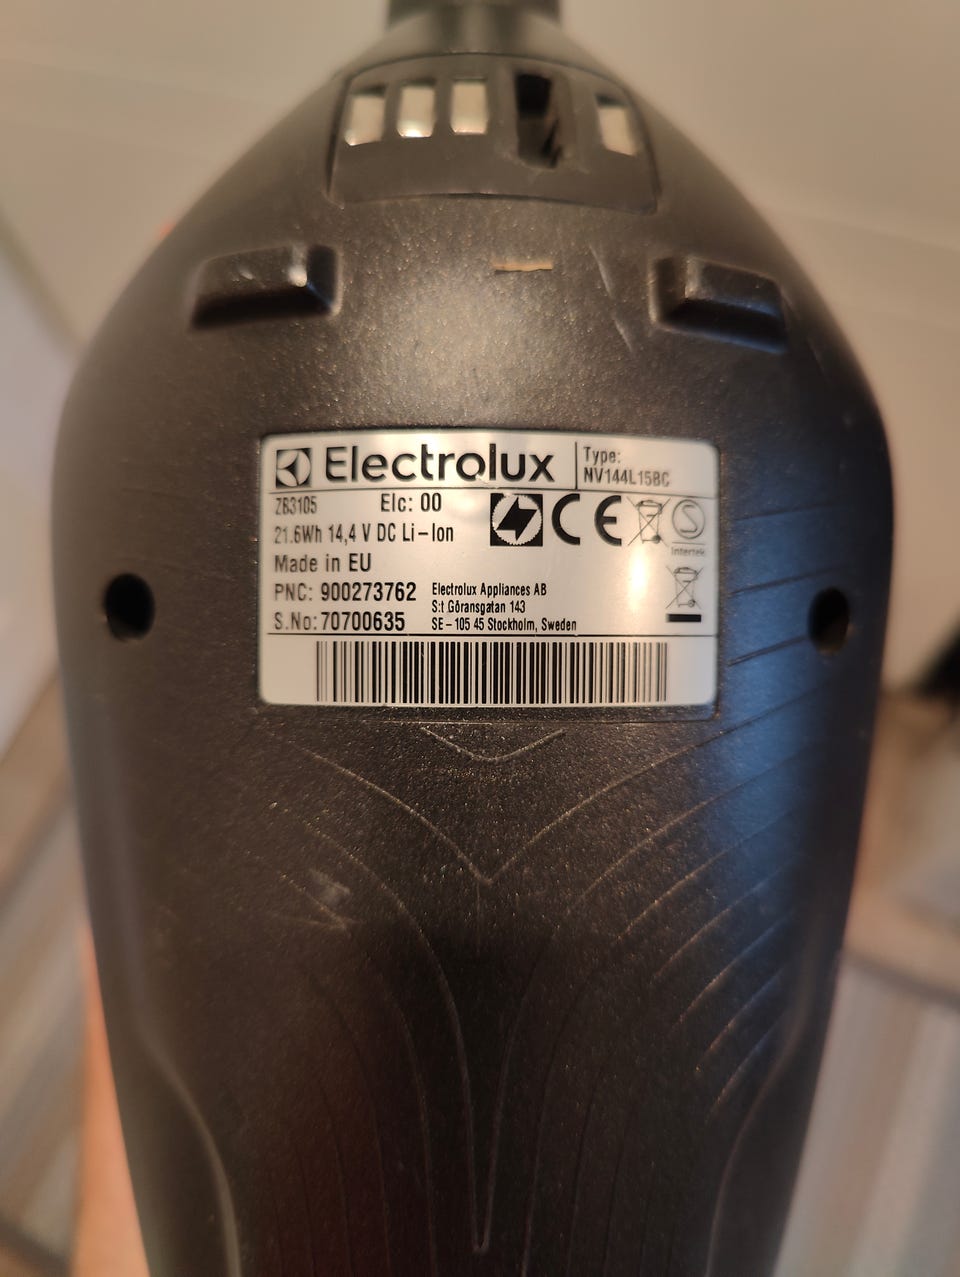 Electrolux
Type:
NV144L15BC
ZB3105 Elc: 00
21.6Wh 14,4 V DC Li-Ion
CE
Intertek
Made in EU
PNC: 900273762
S.No: 70700635
Electrolux Appliances AB
S:t Göransgatan 143
SE - 105 45 Stockholm, Sweden